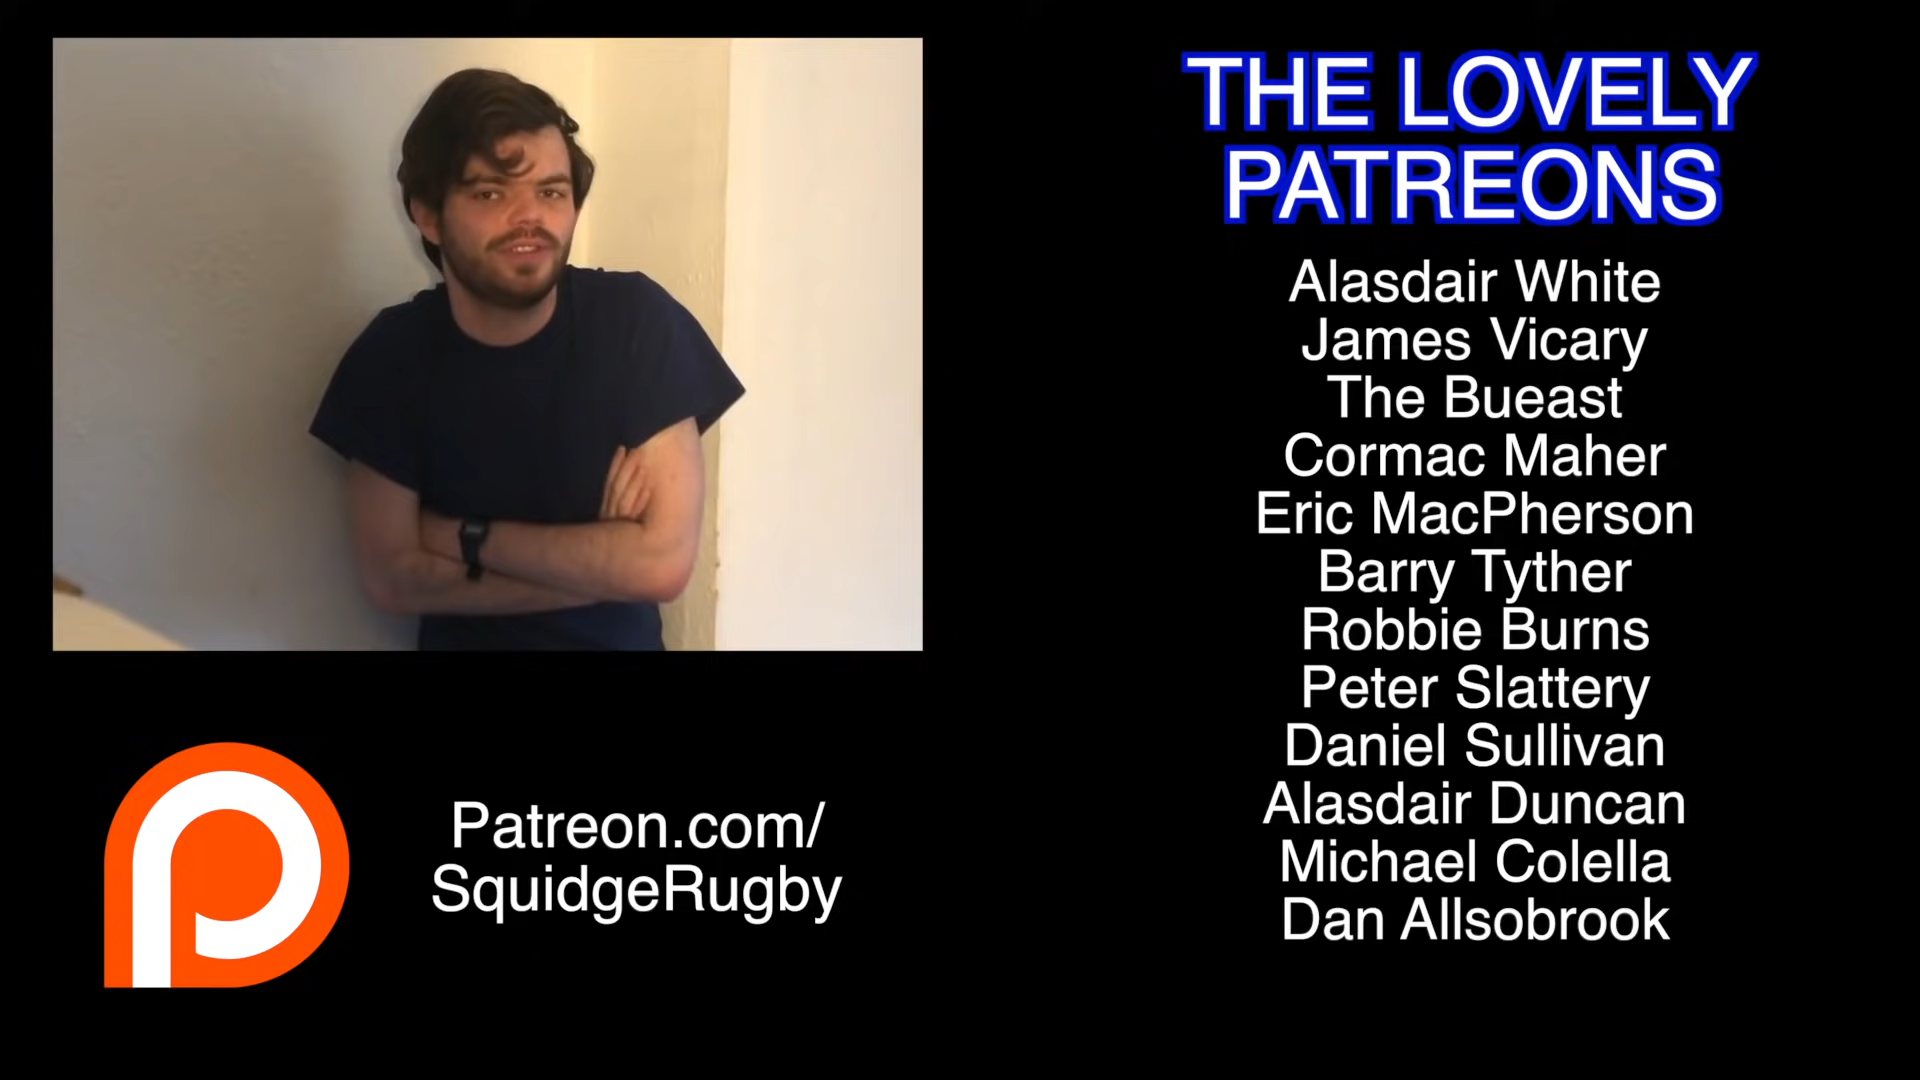 THE LOVELY
PATREONS
Alasdair White
James Vicary
The Bueast
Cormac Maher
Eric MacPherson
Barry Tyther
Robbie Burns
Peter Slattery
Daniel Sullivan
Alasdair Duncan
Michael Colella
Dan Allsobrook
Patreon.com/
SquidgeRugby